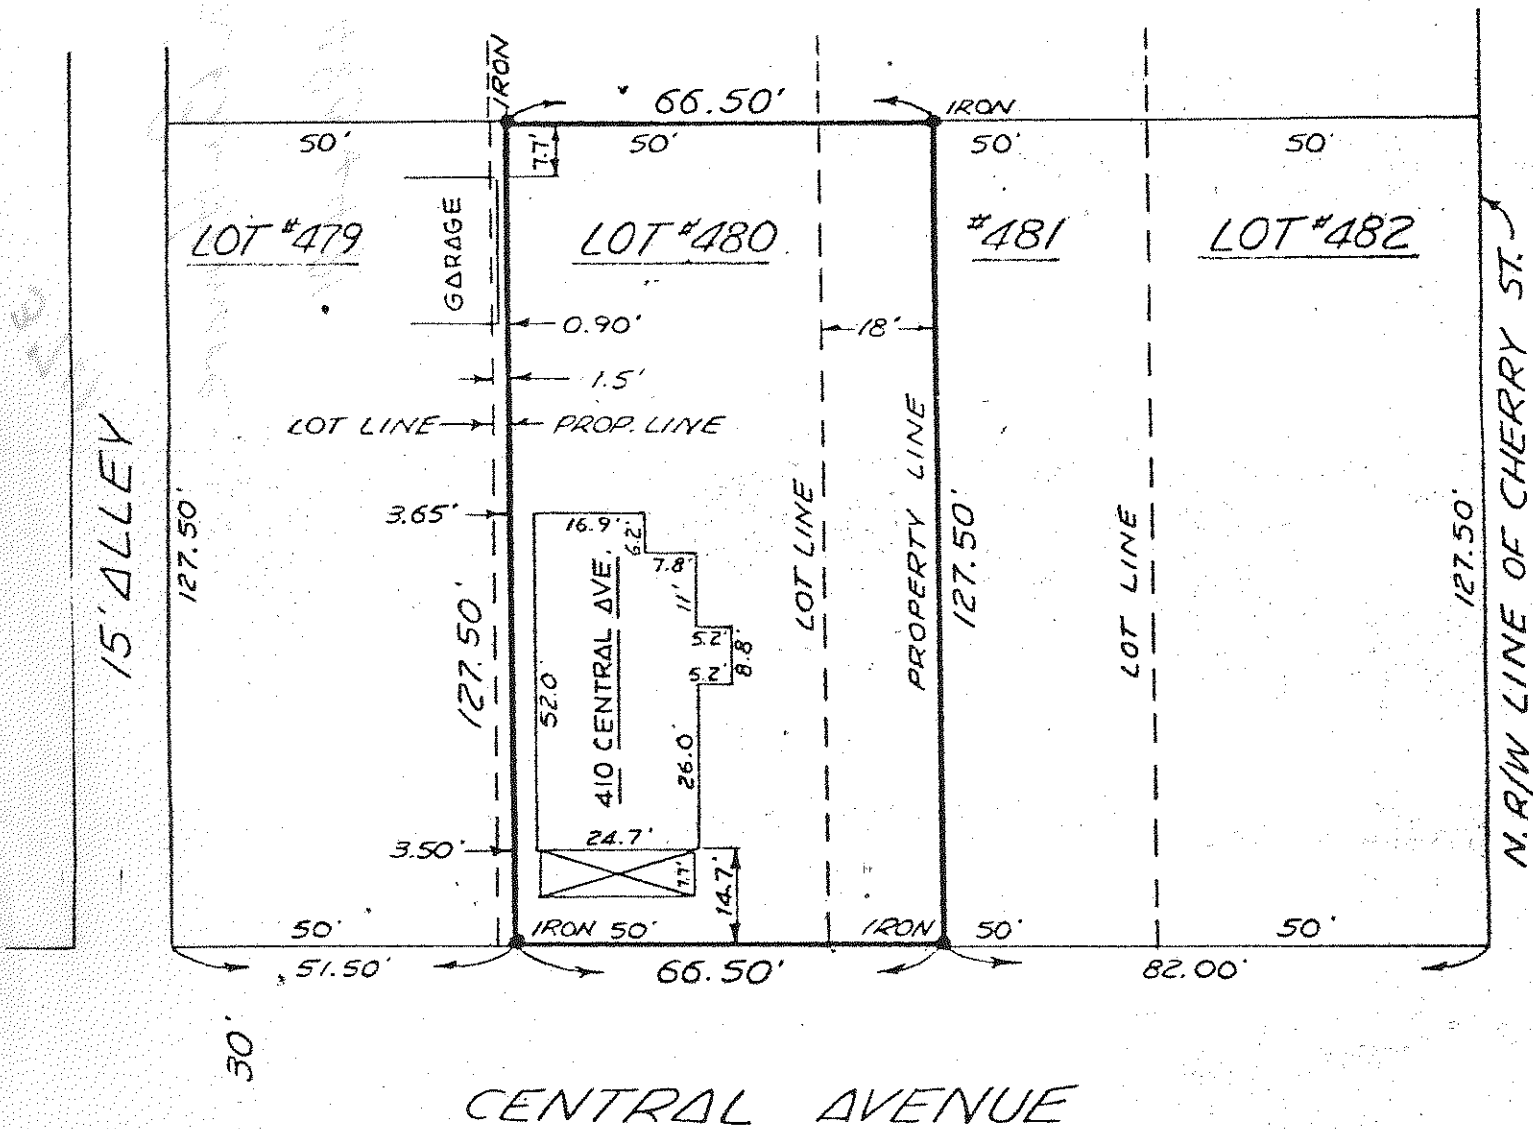 IRON
66.50'
IRON
50'
7.7'
50'
50'
50'
GARAGE
LOT #479
LOT #480
#481
LOT #482
0.90'
18'
1.5'
LOT LINE
PROP. LINE
3.65'
16.9'
6.2'
7.8'
11'
5.2'
8.8'
5.2'
52.0'
410 CENTRAL AVE.
26.0'
24.7'
3.50'
7.7'
14.7'
15' ALLEY
127.50'
127.50'
LOT LINE
PROPERTY LINE
127.50'
LOT LINE
127.50'
N. R/W LINE OF CHERRY ST.
50'
IRON 50'
IRON
50'
50'
51.50'
66.50'
82.00'
30'
CENTRAL AVENUE